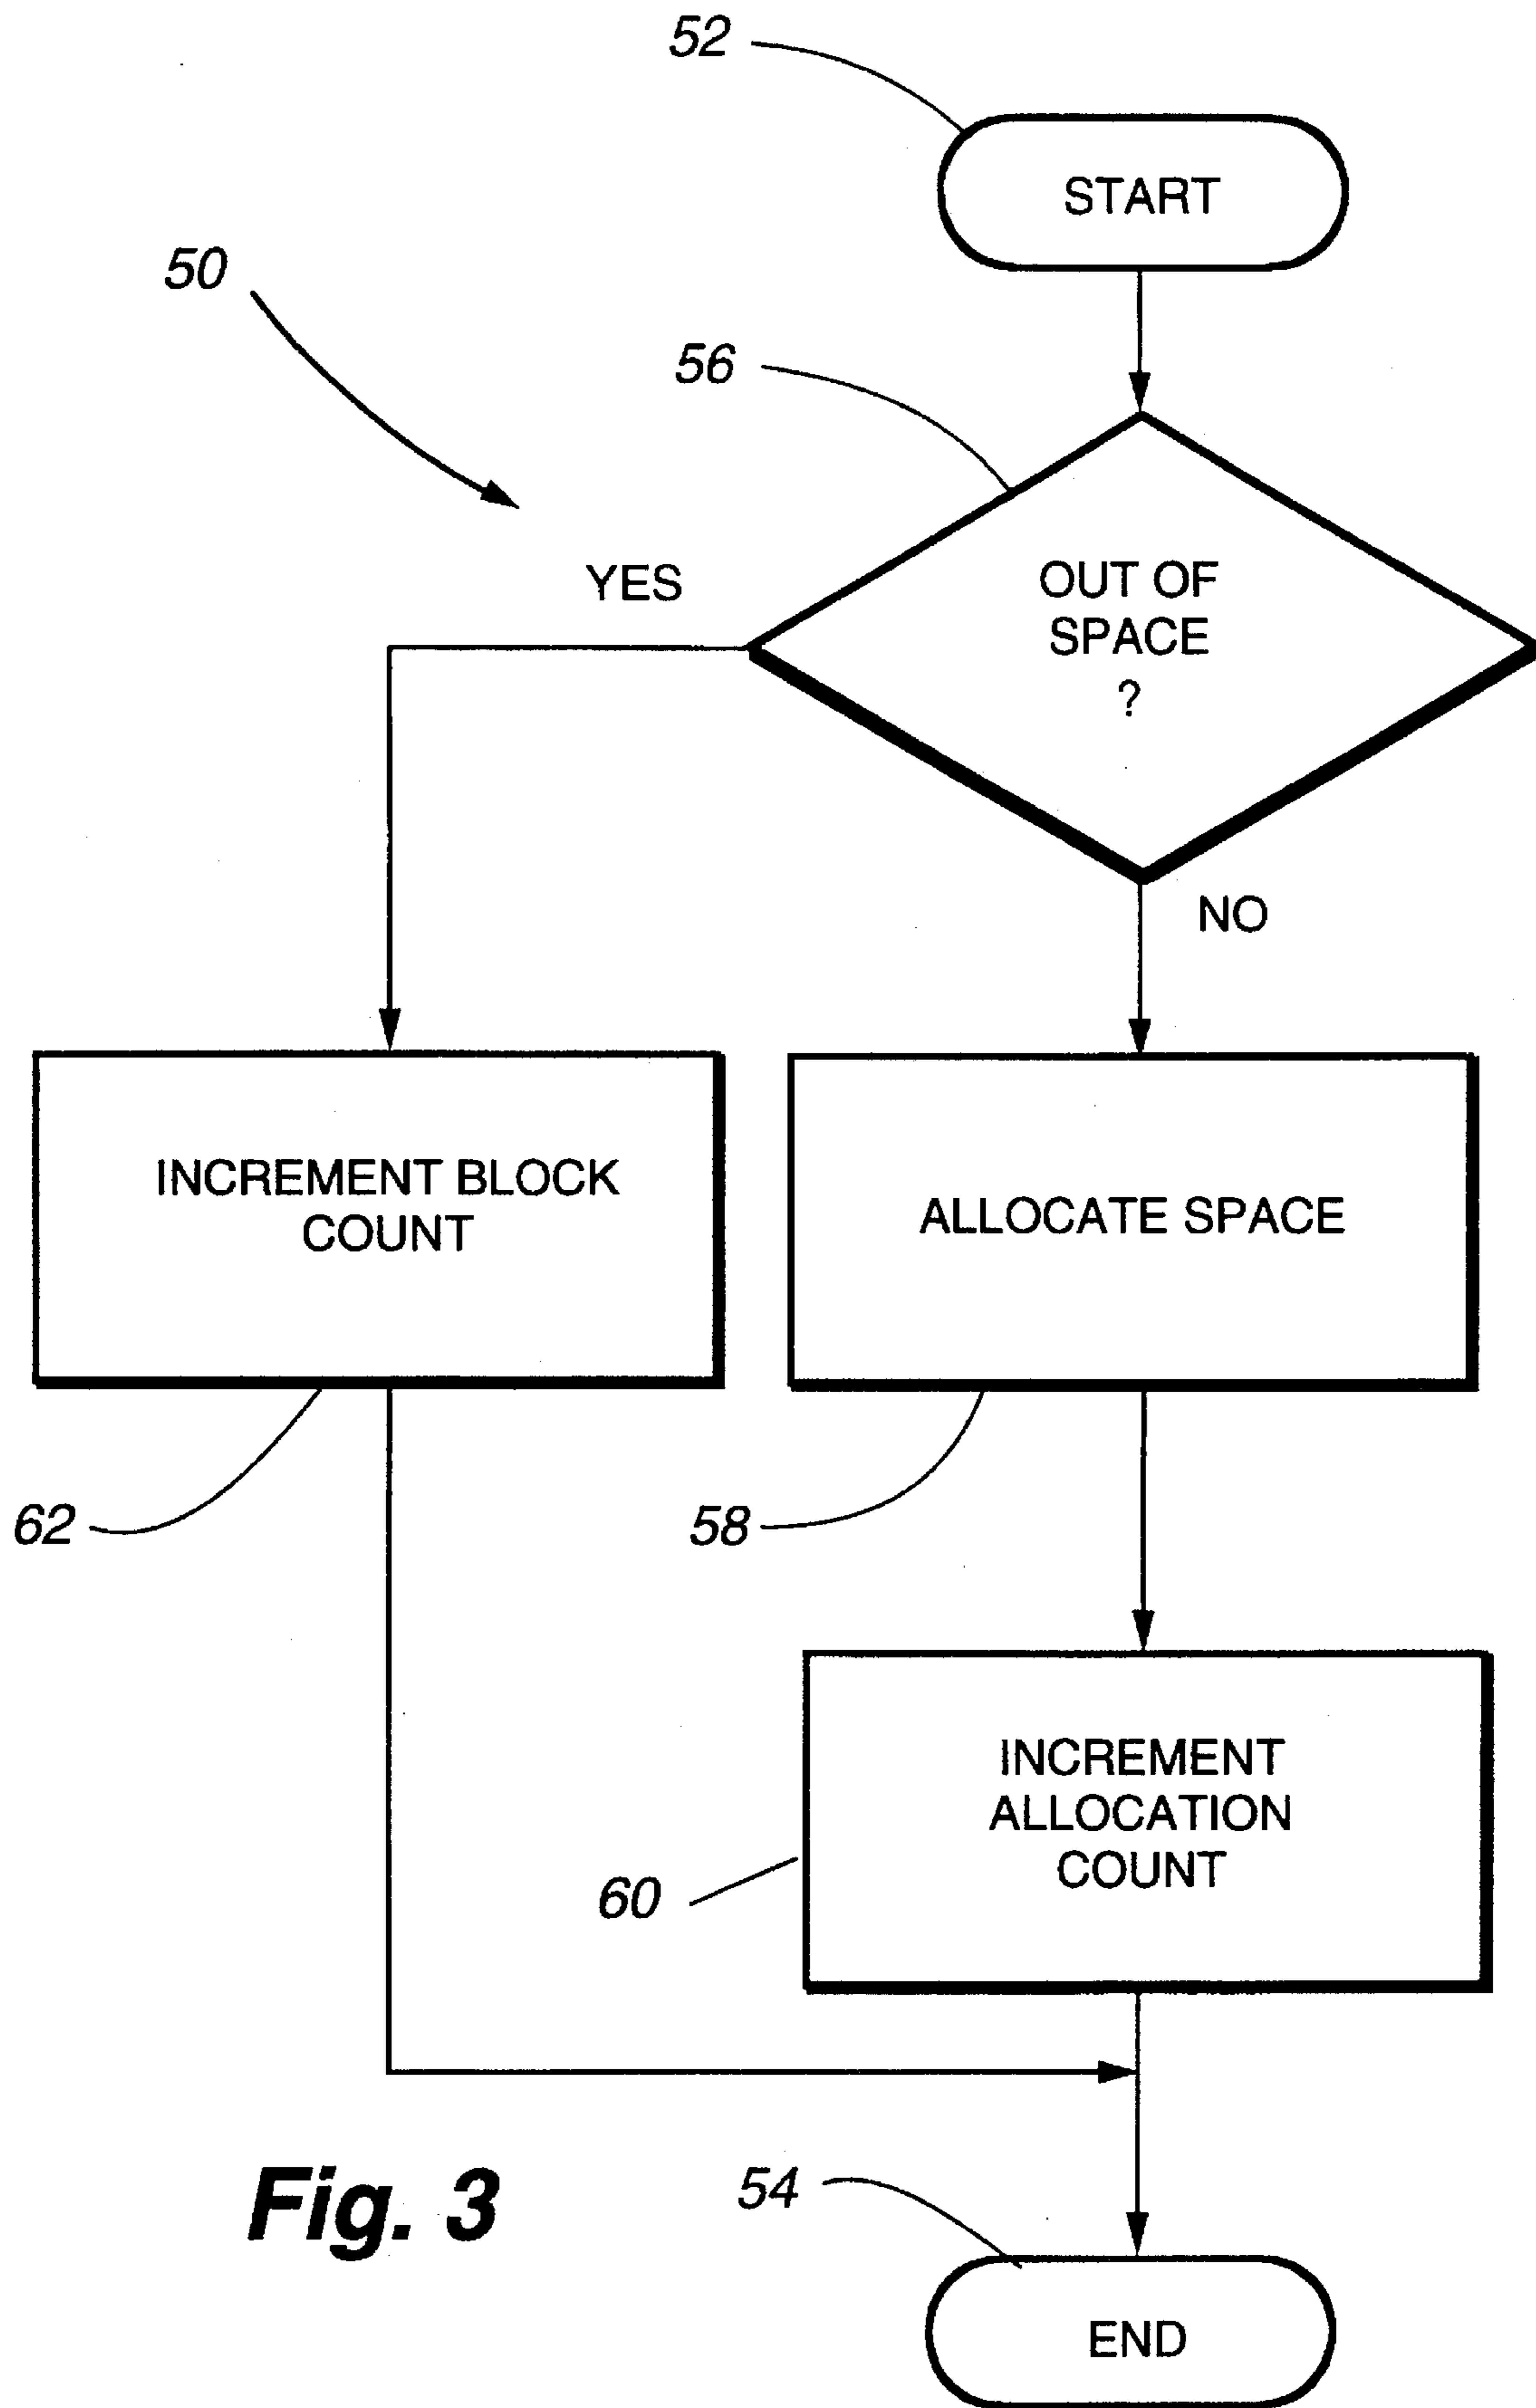 52
START
50
56
YES
OUT OF
SPACE
?
NO
INCREMENT BLOCK
COUNT
ALLOCATE SPACE
62
58
INCREMENT
ALLOCATION
COUNT
60
Fig. 3
54
END